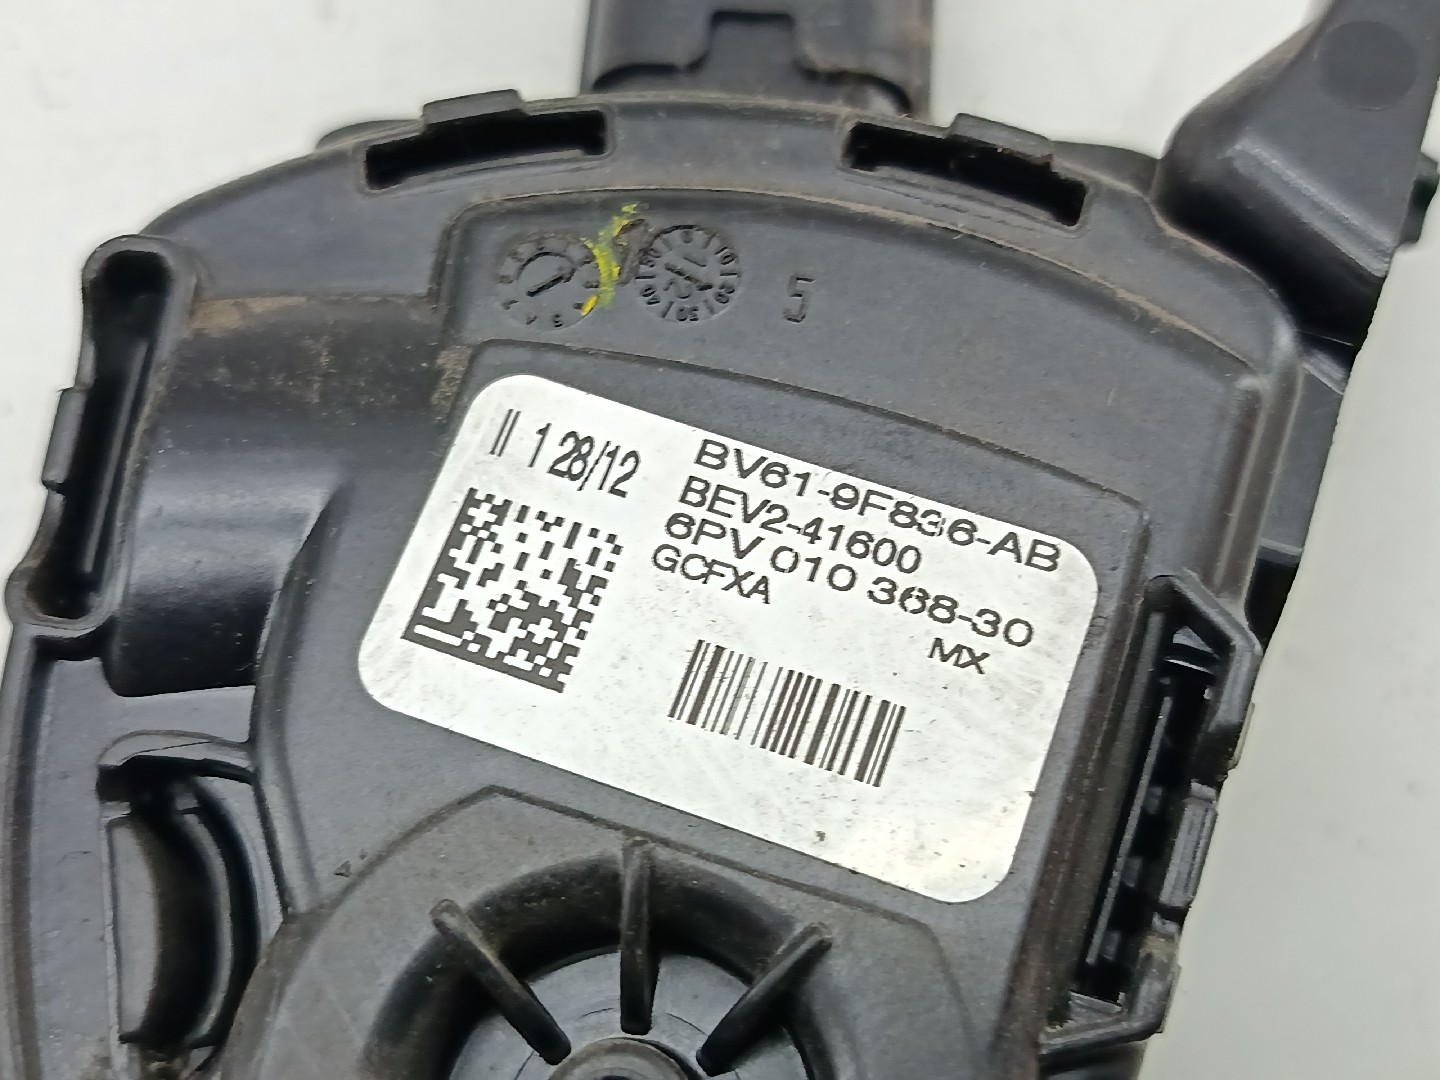 5
II 1 28/12
BV61-9F836-AB
BEV2-41600
6PV 010 368-30
GCFXA
MX